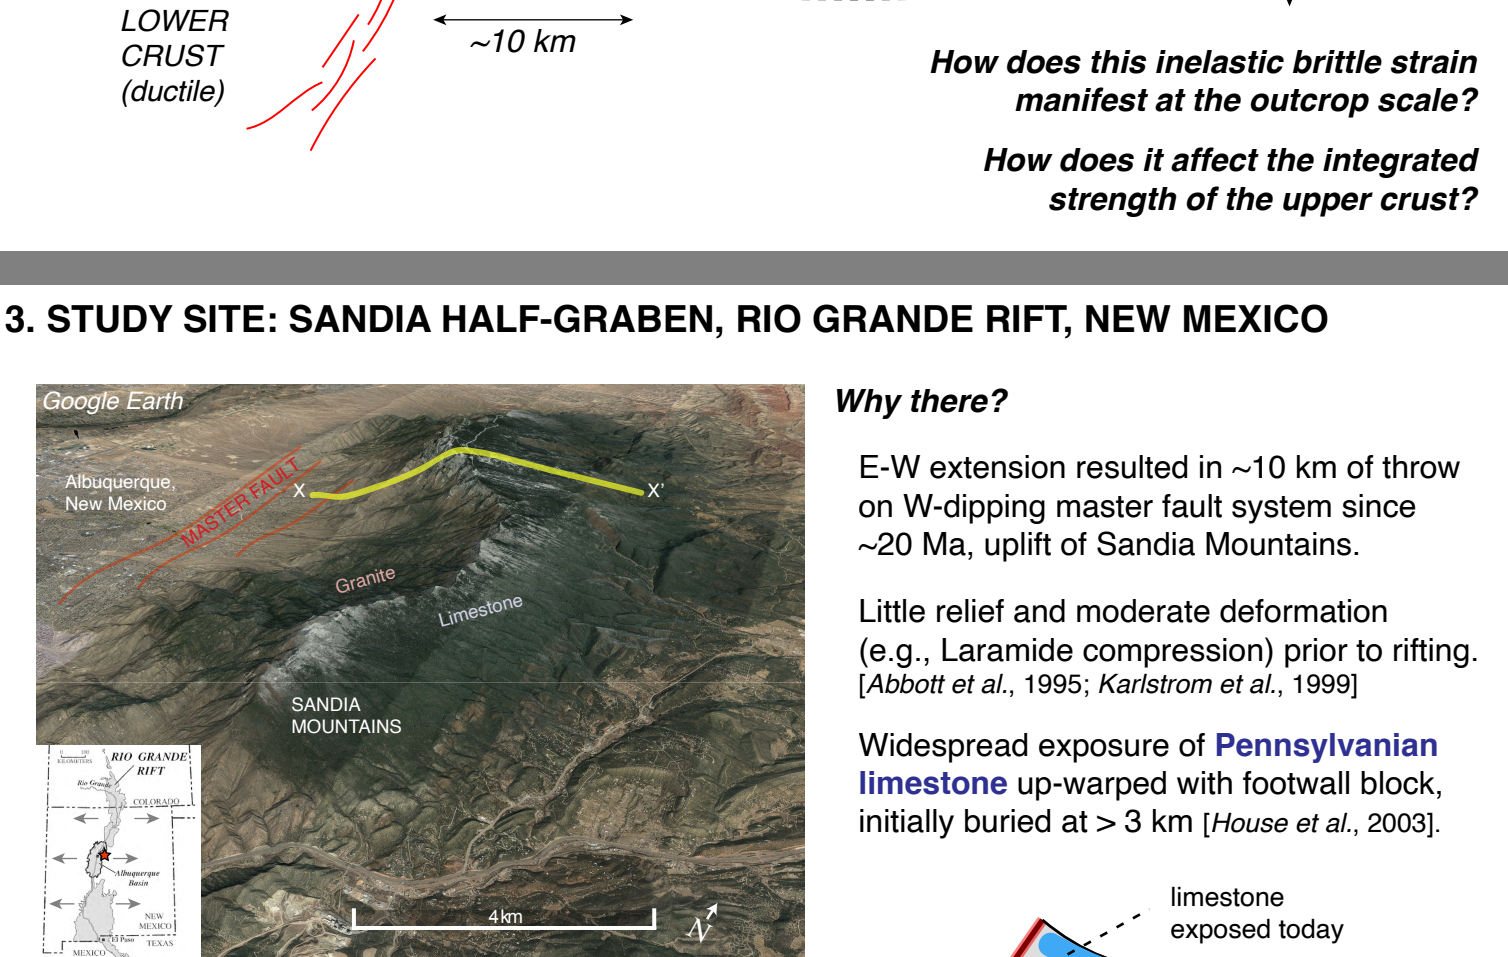 LOWER
CRUST
(ductile)
~10 km
How does this inelastic brittle strain
manifest at the outcrop scale?
How does it affect the integrated
strength of the upper crust?
3. STUDY SITE: SANDIA HALF-GRABEN, RIO GRANDE RIFT, NEW MEXICO
Google Earth
Albuquerque,
New Mexico
MASTER FAULT
X
X'
Granite
Limestone
SANDIA
MOUNTAINS
4km
N
RIO GRANDE
RIFT
KILOMETERS
Rio Grande
COLORADO
Albuquerque
Basin
NEW
MEXICO
El Paso
TEXAS
MEXICO
Why there?
E-W extension resulted in ~10 km of throw
on W-dipping master fault system since
~20 Ma, uplift of Sandia Mountains.
Little relief and moderate deformation
(e.g., Laramide compression) prior to rifting.
[Abbott et al., 1995; Karlstrom et al., 1999]
Widespread exposure of Pennsylvanian
limestone up-warped with footwall block,
initially buried at > 3 km [House et al., 2003].
limestone
exposed today